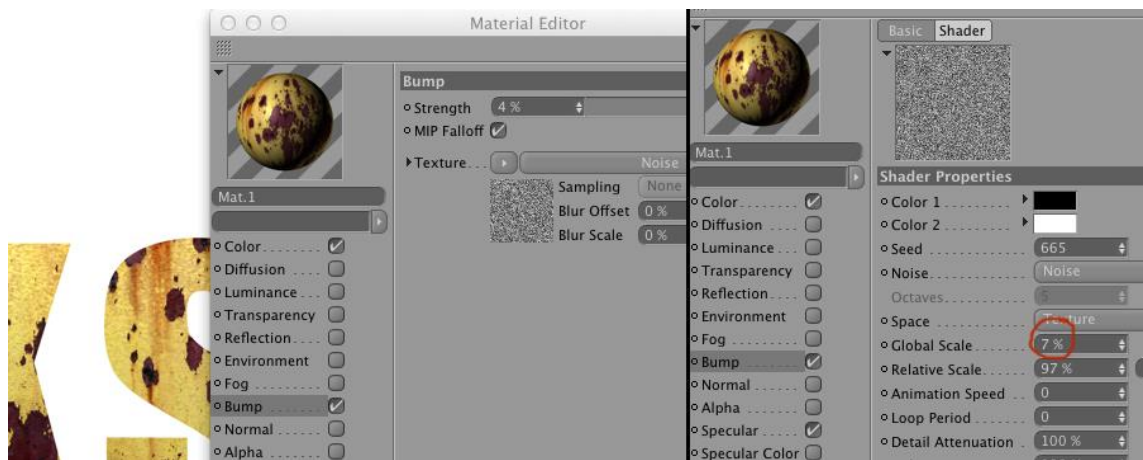 Material Editor
Bump
Strength 4 %
MIP Falloff
Texture... Noise
Sampling None
Blur Offset 0 %
Blur Scale 0 %
Mat.1
Color
Diffusion
Luminance
Transparency
Reflection
Environment
Fog
Bump
Normal
Alpha
Basic Shader
Mat.1
Color
Diffusion
Luminance
Transparency
Reflection
Environment
Fog
Bump
Normal
Alpha
Specular
Specular Color
Shader Properties
Color 1
Color 2
Seed 665
Noise Noise
Octaves 5
Space Texture
Global Scale 7 %
Relative Scale 97 %
Animation Speed 0
Loop Period 0
Detail Attenuation 100 %